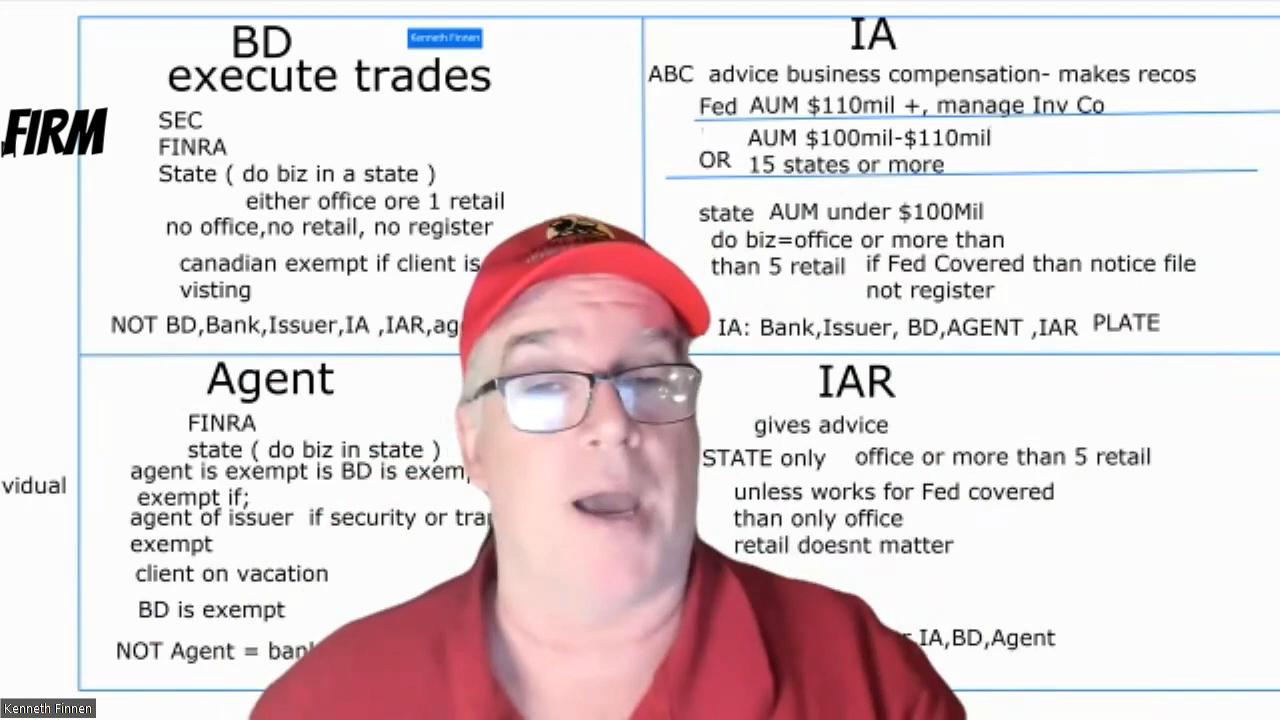 BD
Kenneth Finnen
execute trades
FIRM
SEC
FINRA
State ( do biz in a state )
either office ore 1 retail
no office,no retail, no register
canadian exempt if client is
visting
NOT BD,Bank,Issuer,IA ,IAR,ag
IA
ABC advice business compensation- makes recos
Fed AUM $110mil +, manage Inv Co
AUM $100mil-$110mil
OR 15 states or more
state AUM under $100Mil
do biz=office or more than
than 5 retail if Fed Covered than notice file
not register
IA: Bank,Issuer, BD,AGENT ,IAR PLATE
Agent
FINRA
state ( do biz in state )
vidual
agent is exempt is BD is exem
exempt if;
agent of issuer if security or tra
exempt
client on vacation
BD is exempt
NOT Agent = ban
IAR
gives advice
STATE only office or more than 5 retail
unless works for Fed covered
than only office
retail doesnt matter
IA,BD,Agent
Kenneth Finnen